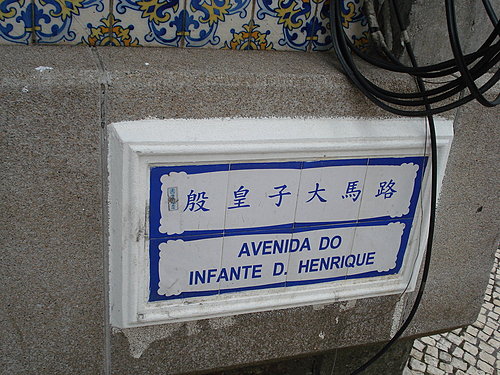 殷皇子大馬路
AVENIDA DO
INFANTE D. HENRIQUE